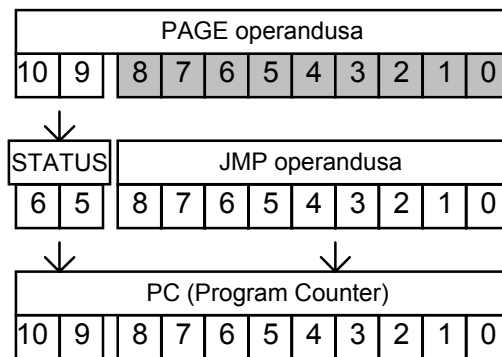 PAGE operandusa
10 9 8 7 6 5 4 3 2 1 0
STATUS JMP operandusa
6 5 8 7 6 5 4 3 2 1 0
PC (Program Counter)
10 9 8 7 6 5 4 3 2 1 0